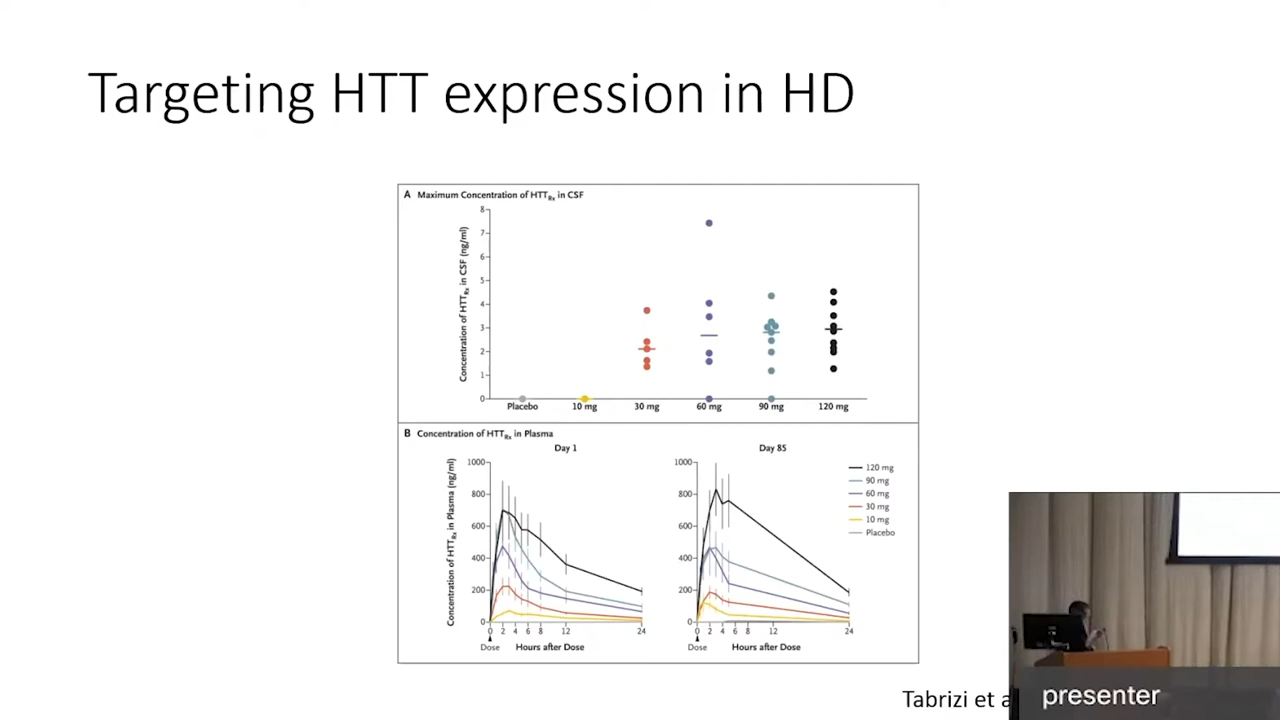 Targeting HTT expression in HD
A Maximum Concentration of HTTRx in CSF
Concentration of HTTRx in CSF (ng/ml)
8
7
6
5
4
3
2
1
0
Placebo 10 mg 30 mg 60 mg 90 mg 120 mg
B Concentration of HTTRx in Plasma
Day 1
Concentration of HTTRx in Plasma (ng/ml)
1000
800
600
400
200
0
0 2 4 6 8 12 24
Dose
Hours after Dose
Day 85
1000
800
600
400
200
0
0 2 4 6 8 12 24
Dose
Hours after Dose
120 mg
90 mg
60 mg
30 mg
10 mg
Placebo
Tabrizi et a
presenter